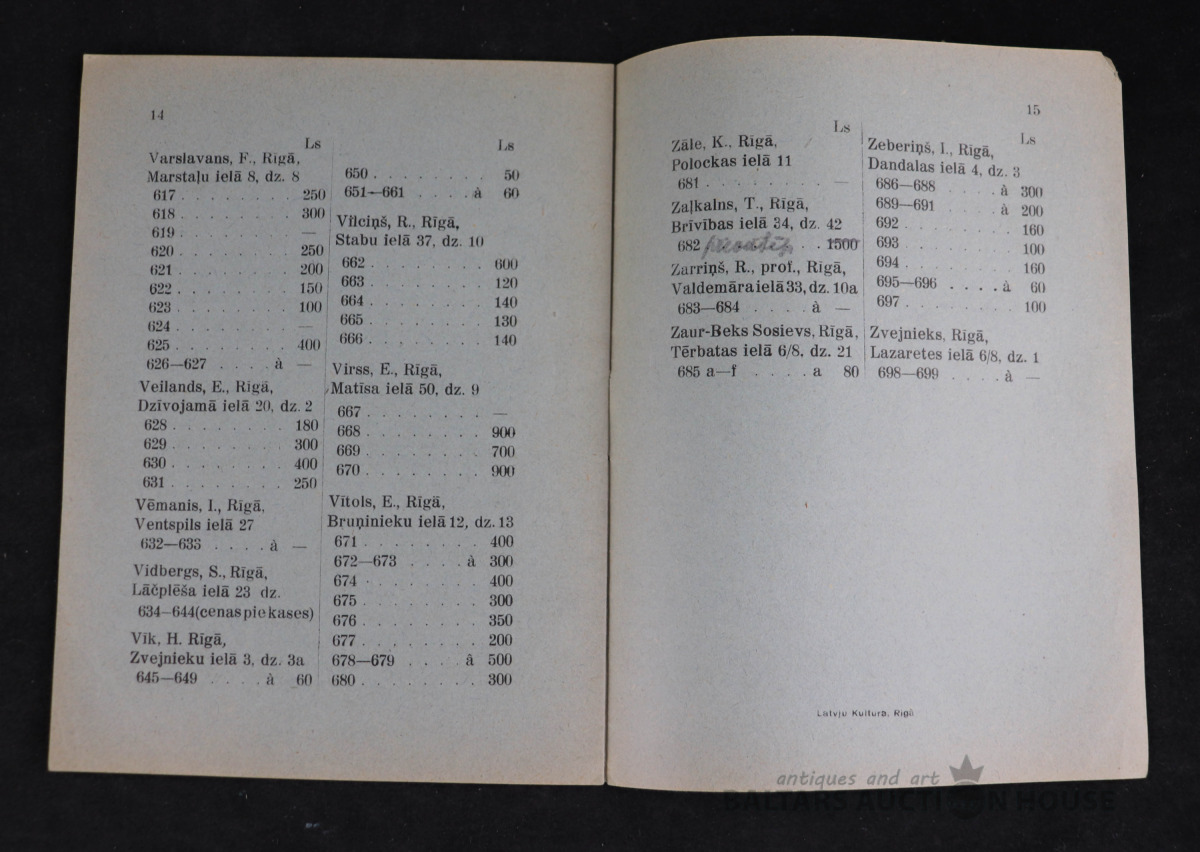 14
Ls
Varslavans, F., Rīgā,
Marstaļu ielā 8, dz. 8
617 . . . . . . . . 250
618 . . . . . . . . 300
619 . . . . . . . . —
620 . . . . . . . . 250
621 . . . . . . . . 200
622 . . . . . . . . 150
623 . . . . . . . . 100
624 . . . . . . . . —
625 . . . . . . . . 400
626—627 . . . . à —
Veilands, E., Rīgā,
Dzīvojamā ielā 20, dz. 2
628 . . . . . . . . 180
629 . . . . . . . . 300
630 . . . . . . . . 400
631 . . . . . . . . 250
Vēmanis, I., Rīgā,
Ventspils ielā 27
632—633 . . . . à —
Vidbergs, S., Rīgā,
Lāčplēša ielā 23 dz.
634—644 (cenas pie kases)
Vīk, H. Rīgā,
Zvejnieku ielā 3, dz. 3a
645—649 . . . . à 60
Ls
650 . . . . . . . . 50
651—661 . . . . à 60
Vilciņš, R., Rīgā,
Stabu ielā 37, dz. 10
662 . . . . . . . . 600
663 . . . . . . . . 120
664 . . . . . . . . 140
665 . . . . . . . . 130
666 . . . . . . . . 140
Virss, E., Rīgā,
Matīsa ielā 50, dz. 9
667 . . . . . . . . —
668 . . . . . . . . 900
669 . . . . . . . . 700
670 . . . . . . . . 900
Vītols, E., Rīgā,
Bruņinieku ielā 12, dz. 13
671 . . . . . . . . 400
672—673 . . . . à 300
674 . . . . . . . . 400
675 . . . . . . . . 300
676 . . . . . . . . 350
677 . . . . . . . . 200
678—679 . . . . à 500
680 . . . . . . . . 300
15
Ls
Zāle, K., Rīgā,
Polockas ielā 11
681 . . . . . . . . —
Zaļkalns, T., Rīgā,
Brīvības ielā 34, dz. 42
682 . . 1500
Zarriņš, R., prof., Rīgā,
Valdemāra ielā 33, dz. 10a
683—684 . . . . à —
Zaur-Beks Sosievs, Rīgā,
Tērbatas ielā 6/8, dz. 21
685 a—f . . . . a 80
Ls
Zeberiņš, I., Rīgā,
Dandalas ielā 4, dz. 3
686—688 . . . . à 300
689—691 . . . . à 200
692 . . . . . . . . 160
693 . . . . . . . . 100
694 . . . . . . . . 160
695—696 . . . . à 60
697 . . . . . . . . 100
Zvejnieks, Rīgā,
Lazaretes ielā 6/8, dz. 1
698—699 . . . . à —
Latvju Kultura, Rīgā
antiques and art
BALTARS AUCTION HOUSE